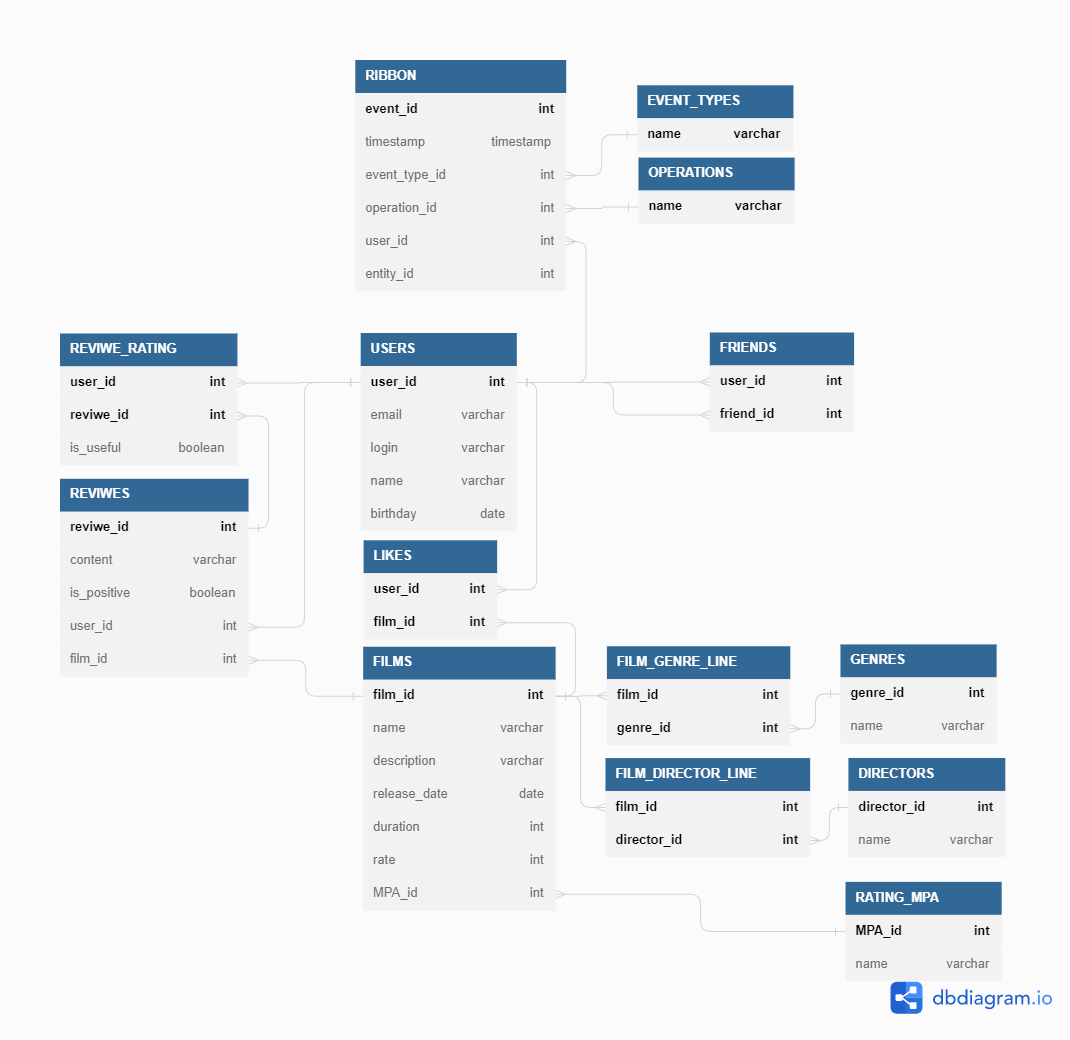 RIBBON
event_id int
timestamp timestamp
event_type_id int
operation_id int
user_id int
entity_id int
EVENT_TYPES
name varchar
OPERATIONS
name varchar
REVIWE_RATING
user_id int
reviwe_id int
is_useful boolean
USERS
user_id int
email varchar
login varchar
name varchar
birthday date
FRIENDS
user_id int
friend_id int
REVIWES
reviwe_id int
content varchar
is_positive boolean
user_id int
film_id int
LIKES
user_id int
film_id int
FILMS
film_id int
name varchar
description varchar
release_date date
duration int
rate int
MPA_id int
FILM_GENRE_LINE
film_id int
genre_id int
GENRES
genre_id int
name varchar
FILM_DIRECTOR_LINE
film_id int
director_id int
DIRECTORS
director_id int
name varchar
RATING_MPA
MPA_id int
name varchar
dbdiagram.io